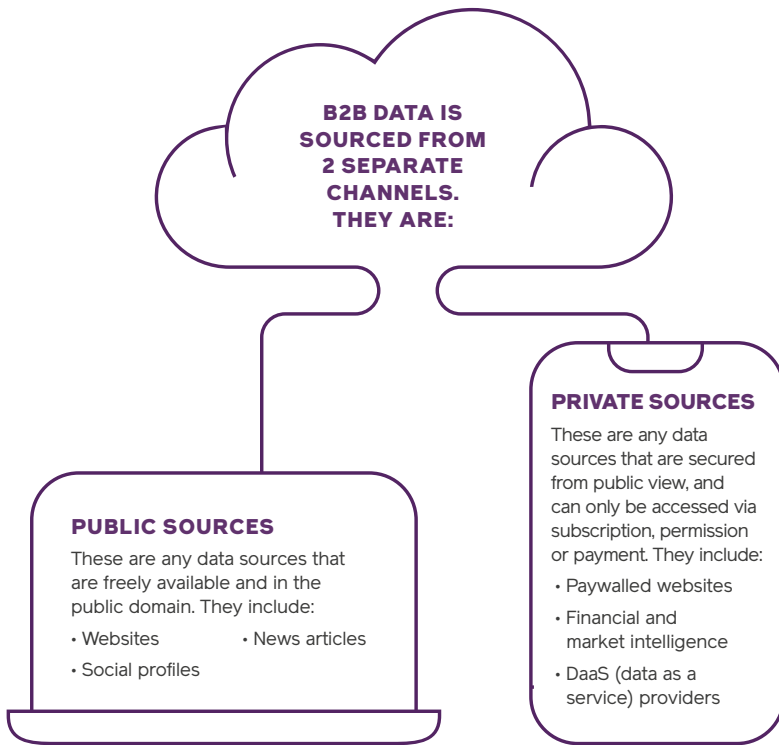 B2B DATA IS
SOURCED FROM
2 SEPARATE
CHANNELS.
THEY ARE:
PUBLIC SOURCES
These are any data sources that
are freely available and in the
public domain. They include:
• Websites • News articles
• Social profiles
PRIVATE SOURCES
These are any data
sources that are secured
from public view, and
can only be accessed via
subscription, permission
or payment. They include:
• Paywalled websites
• Financial and
market intelligence
• DaaS (data as a
service) providers